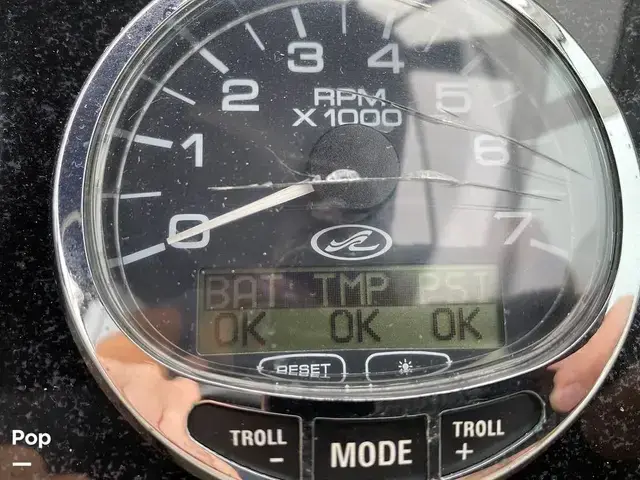 3 4
2 RPM 5
X 1000
1 6
0 7
BAT TMP PST
OK OK OK
RESET
TROLL MODE TROLL
- +
Pop